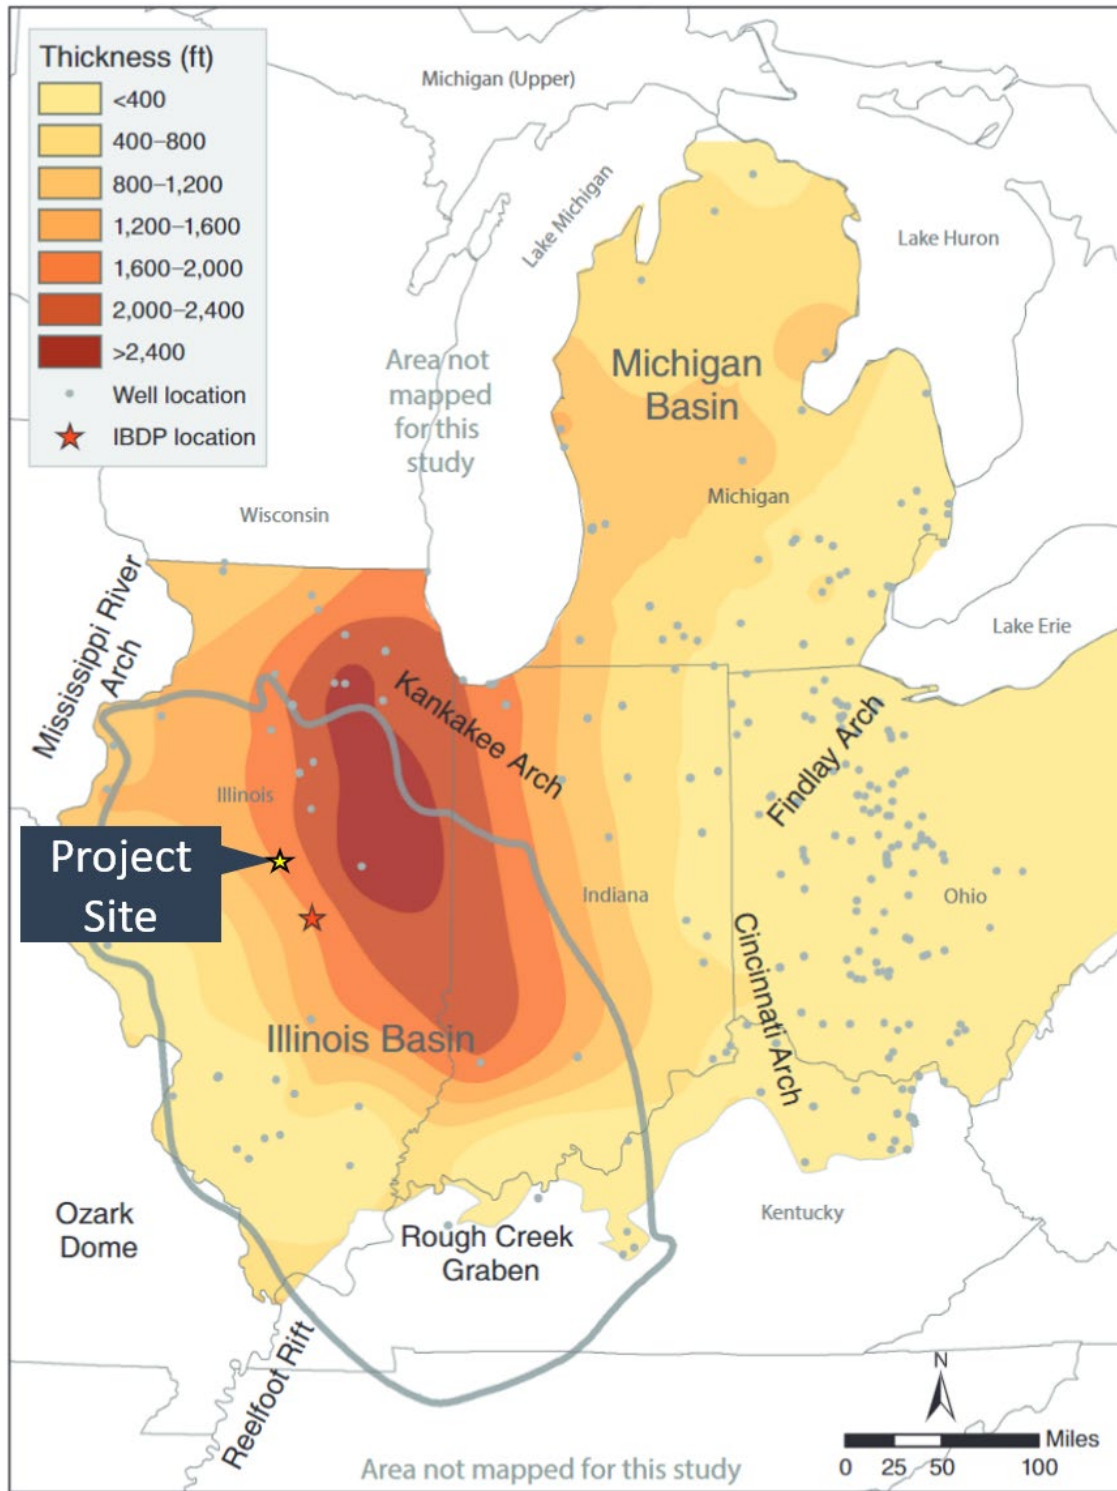 Thickness (ft)
<400
400–800
800–1,200
1,200–1,600
1,600–2,000
2,000–2,400
>2,400
Well location
IBDP location
Michigan (Upper)
Lake Michigan
Lake Huron
Area not
mapped
for this
study
Michigan
Basin
Michigan
Wisconsin
Mississippi River
Arch
Lake Erie
Kankakee Arch
Findlay Arch
Illinois
Project
Site
Indiana
Ohio
Cincinnati Arch
Illinois Basin
Ozark
Dome
Rough Creek
Graben
Kentucky
Reelfoot Rift
N
Miles
0 25 50 100
Area not mapped for this study